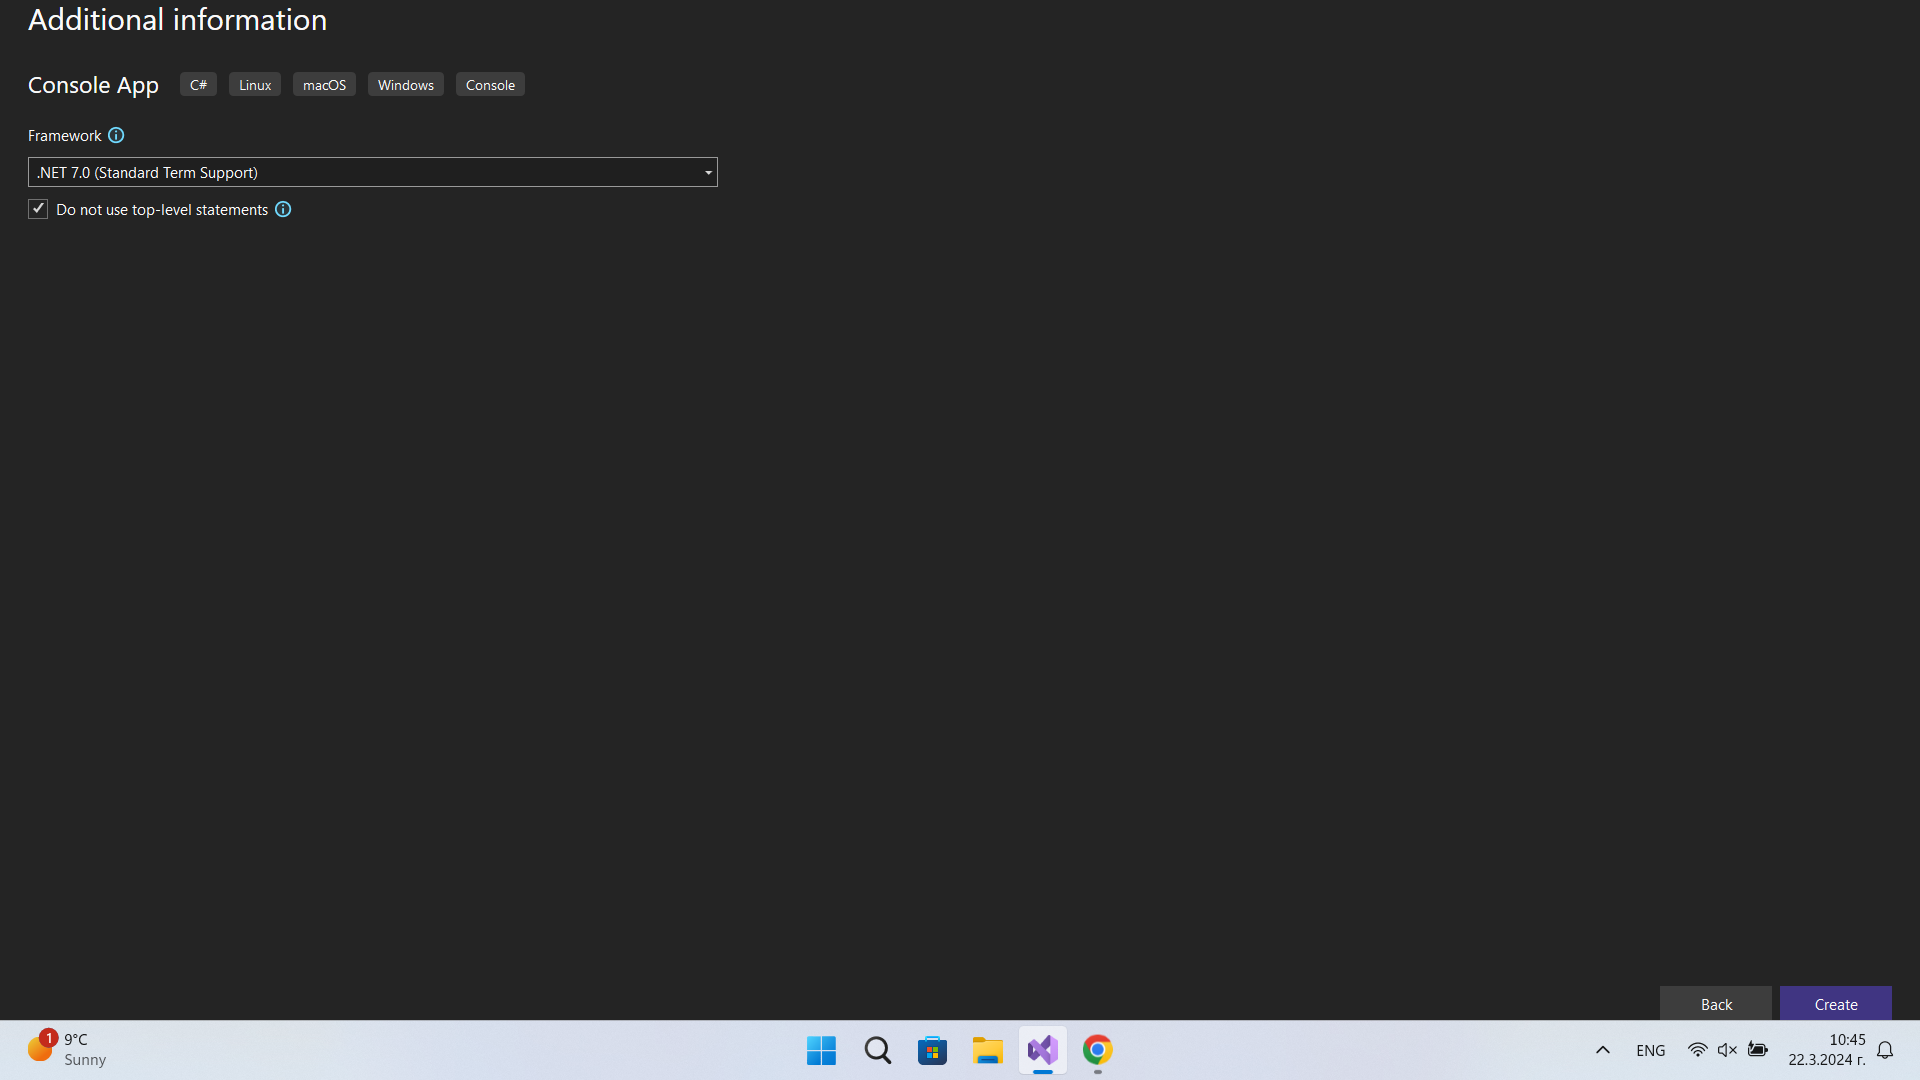 Additional information
Console App C# Linux macOS Windows Console
Framework
.NET 7.0 (Standard Term Support)
Do not use top-level statements
Back Create
1 9°C
Sunny
ENG
10:45
22.3.2024 г.